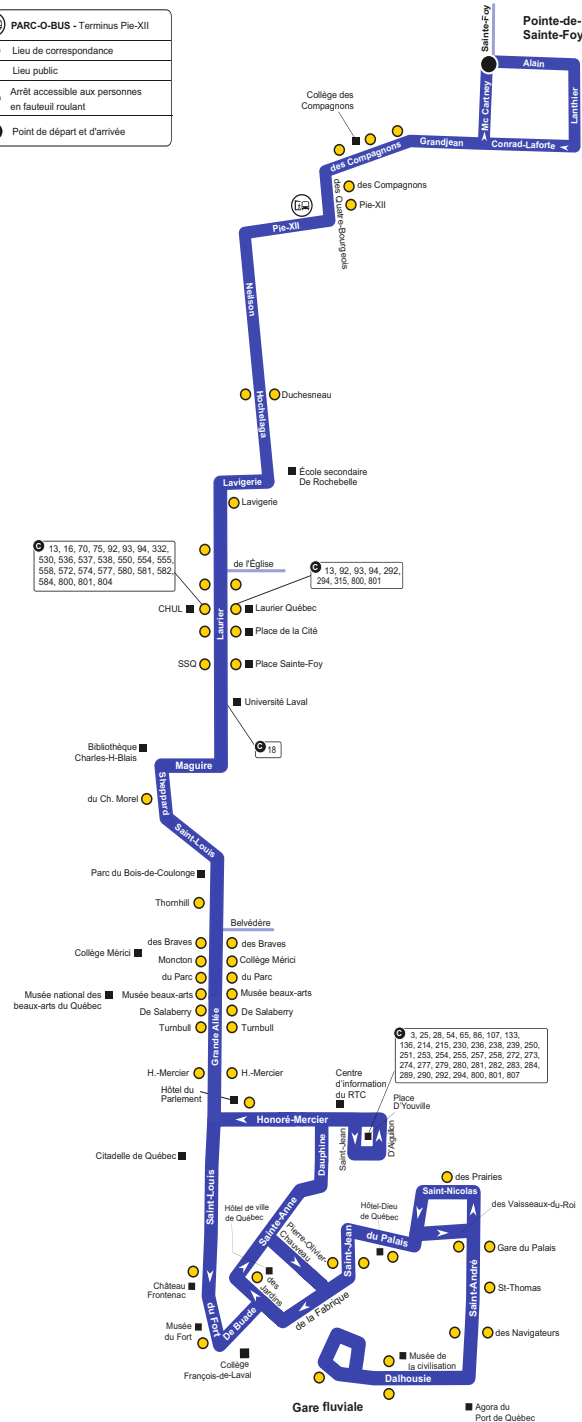 PARC-O-BUS - Terminus Pie-XII
Lieu de correspondance
Lieu public
Arrêt accessible aux personnes
en fauteuil roulant
Point de départ et d'arrivée
Sainte-Foy
Pointe-de-
Sainte-Foy
Alain
Lanthier
Mc Cartney
Conrad-Laforte
Grandjean
Collège des
Compagnons
des Compagnons
des Compagnons
Pie-XII
des Quatre-Bourgeois
Pie-XII
Neilson
Duchesneau
Hochelaga
École secondaire
De Rochebelle
Lavigerie
Lavigerie
C 13, 16, 70, 75, 92, 93, 94, 332,
530, 536, 537, 538, 550, 554, 555,
558, 572, 574, 577, 580, 581, 582,
584, 800, 801, 804
de l'Église
C 13, 92, 93, 94, 292,
294, 315, 800, 801
CHUL
Laurier
Laurier Québec
Place de la Cité
SSQ
Place Sainte-Foy
Université Laval
C 18
Bibliothèque
Charles-H-Blais
Maguire
Sheppard
du Ch. Morel
Saint-Louis
Parc du Bois-de-Coulonge
Thornhill
Belvédère
des Braves
des Braves
Collège Mérici
Moncton
Collège Mérici
du Parc
du Parc
Musée national des
beaux-arts du Québec
Musée beaux-arts
Musée beaux-arts
De Salaberry
De Salaberry
Turnbull
Turnbull
Grande Allée
C 3, 25, 28, 54, 65, 86, 107, 133,
136, 214, 215, 230, 236, 238, 239, 250,
251, 253, 254, 255, 257, 258, 272, 273,
274, 277, 279, 280, 281, 282, 283, 284,
289, 290, 292, 294, 800, 801, 807
H.-Mercier
H.-Mercier
Hôtel du
Parlement
Centre
d'information
du RTC
Place
D'Youville
Honoré-Mercier
Saint-Jean
D'Aiguillon
Dauphine
Citadelle de Québec
Saint-Louis
Hôtel de ville
de Québec
Sainte-Anne
Pierre-Olivier-
Chauveau
Hôtel-Dieu
de Québec
des Prairies
Saint-Nicolas
des Vaisseaux-du-Roi
du Palais
Saint-Jean
Gare du Palais
des
Jardins
de la Fabrique
Saint-André
St-Thomas
Château
Frontenac
du Fort
De Buade
Musée
du Fort
des Navigateurs
Collège
François-de-Laval
Musée de
la civilisation
Dalhousie
Gare fluviale
Agora du
Port de Québec